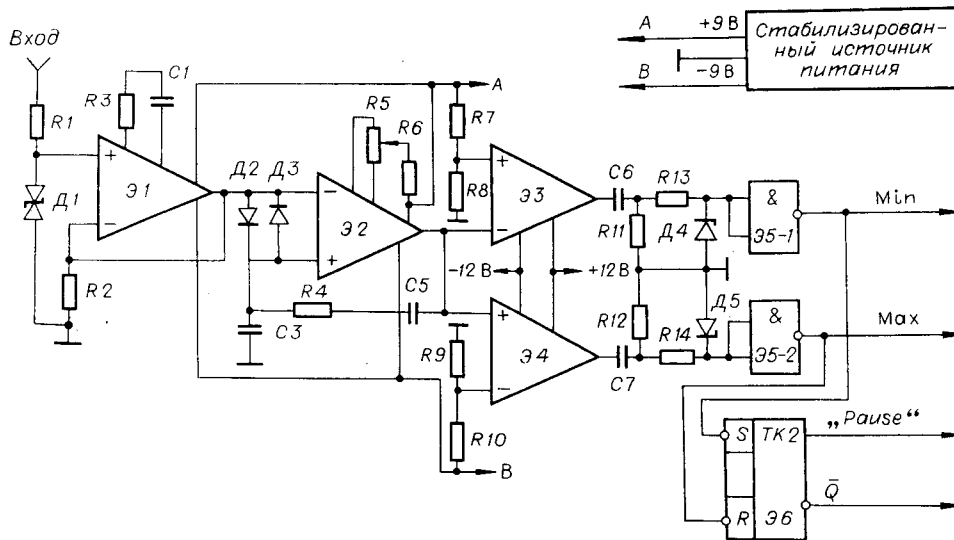 Вход
R1
Д1
R2
R3
C1
+
Э1
−
Д2
Д3
C3
R4
C5
−
Э2
+
R5
R6
A
R7
R8
+
Э3
−
−12 В
+12 В
R9
R10
В
+
Э4
−
C6
R13
R11
Д4
R12
Д5
R14
C7
&
Э5-1
&
Э5-2
Min
Max
S
TK2
R
Э6
„Pause“
Q̄
A
+9 В
−9 В
В
Стабилизирован-
ный источник
питания